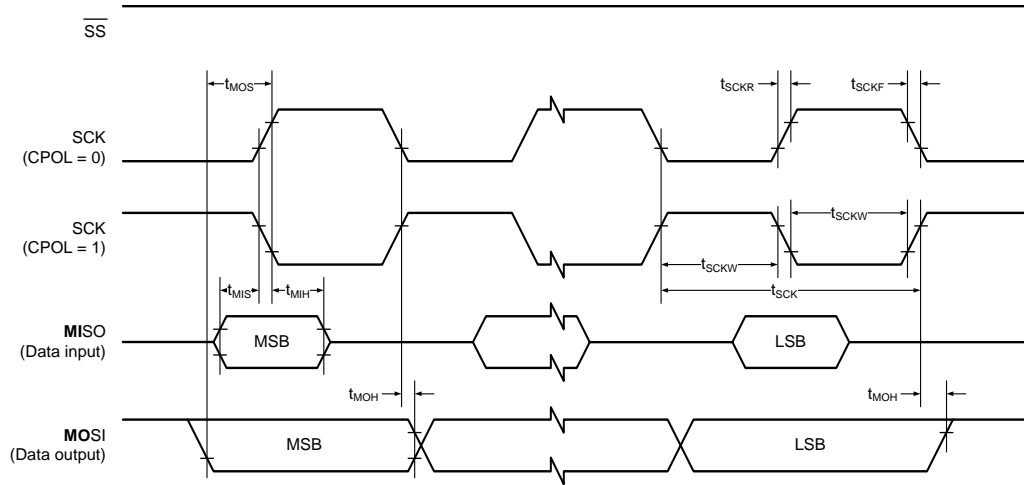 SS
tMOS
tSCKR
tSCKF
SCK
(CPOL = 0)
SCK
(CPOL = 1)
tSCKW
tSCKW
tSCK
tMIS
tMIH
MISO
(Data input)
MSB
LSB
tMOH
tMOH
MOSI
(Data output)
MSB
LSB